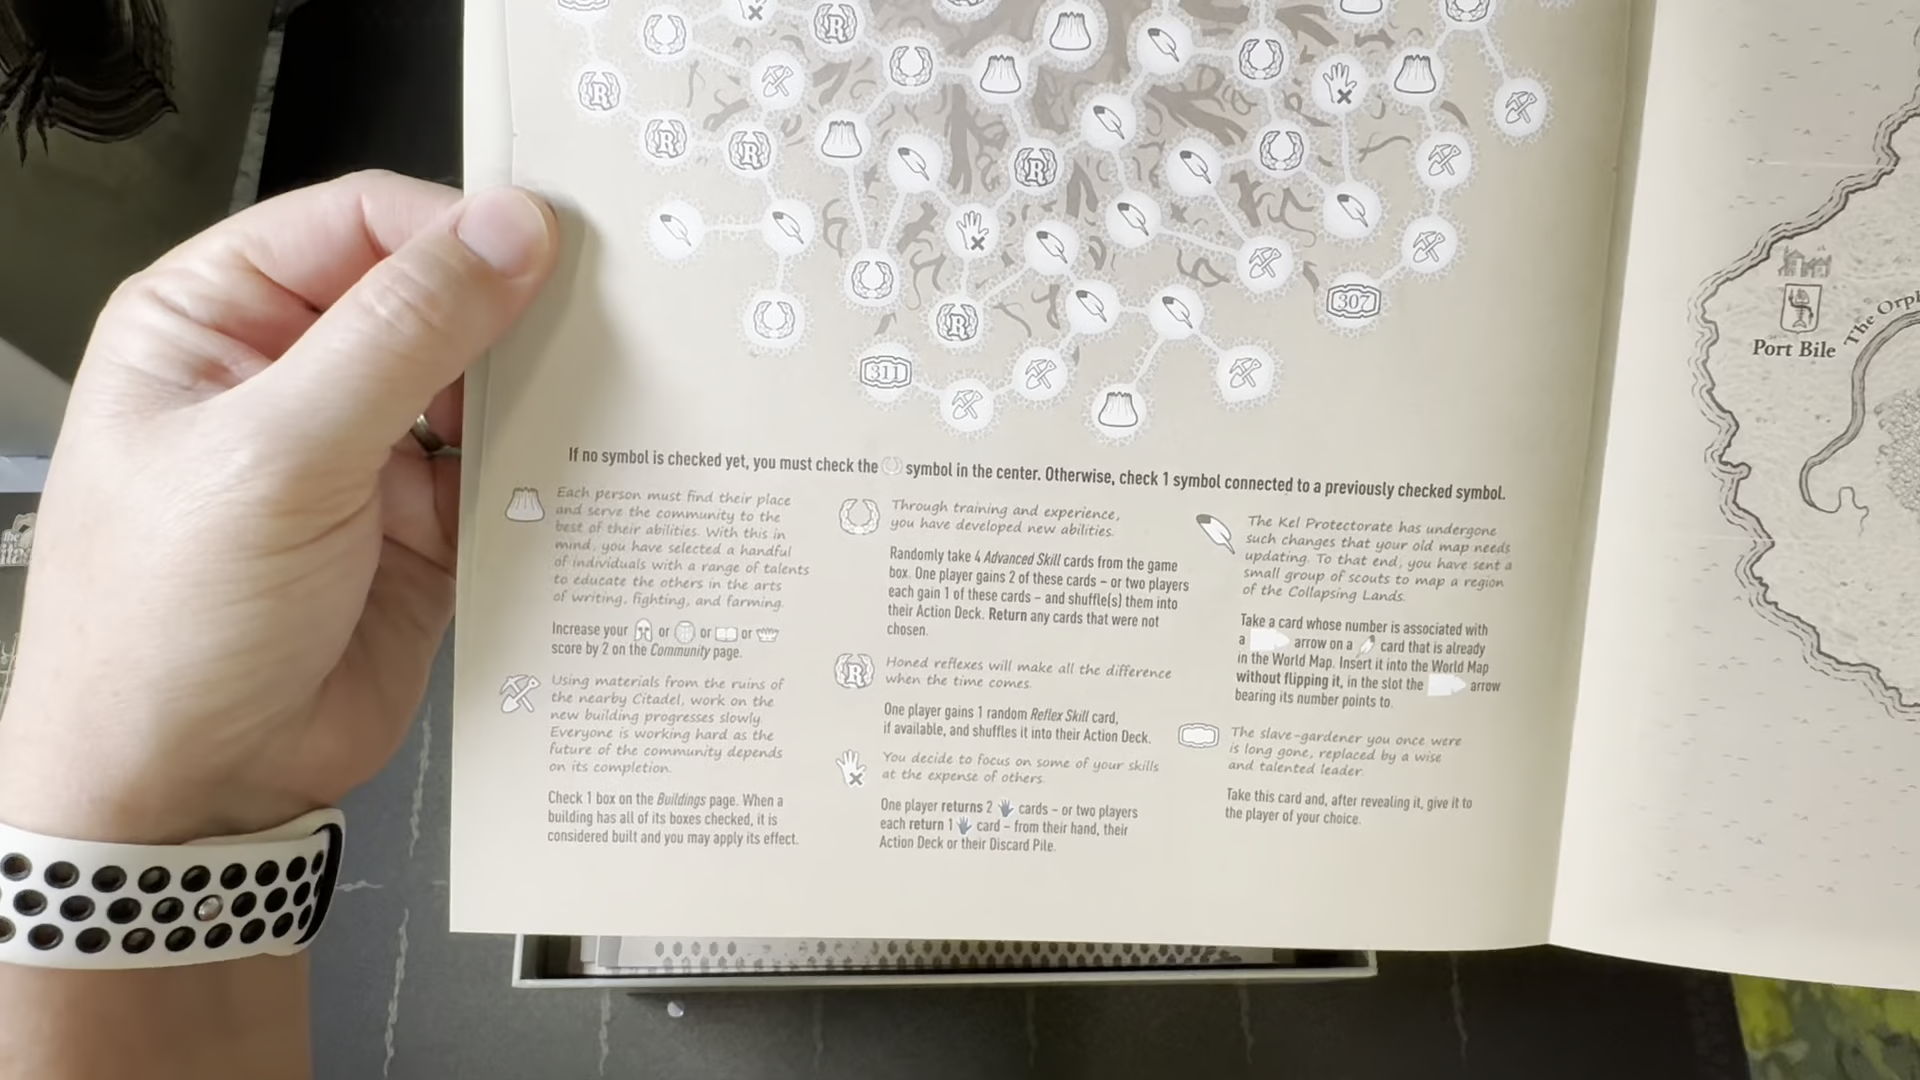 R
R
R
R
R
R
307
311
If no symbol is checked yet, you must check the symbol in the center. Otherwise, check 1 symbol connected to a previously checked symbol.
Each person must find their place
and serve the community to the
best of their abilities. With this in
mind, you have selected a handful
of individuals with a range of talents
to educate the others in the arts
of writing, fighting, and farming.
Increase your or or or
score by 2 on the Community page.
Using materials from the ruins of
the nearby Citadel, work on the
new building progresses slowly.
Everyone is working hard as the
future of the community depends
on its completion.
Check 1 box on the Buildings page. When a
building has all of its boxes checked, it is
considered built and you may apply its effect.
Through training and experience,
you have developed new abilities.
Randomly take 4 Advanced Skill cards from the game
box. One player gains 2 of these cards – or two players
each gain 1 of these cards – and shuffle(s) them into
their Action Deck. Return any cards that were not
chosen.
R
Honed reflexes will make all the difference
when the time comes.
One player gains 1 random Reflex Skill card,
if available, and shuffles it into their Action Deck.
You decide to focus on some of your skills
at the expense of others.
One player returns 2 cards – or two players
each return 1 card – from their hand, their
Action Deck or their Discard Pile.
The Kel Protectorate has undergone
such changes that your old map needs
updating. To that end, you have sent a
small group of scouts to map a region
of the Collapsing Lands.
Take a card whose number is associated with
a arrow on a card that is already
in the World Map. Insert it into the World Map
without flipping it, in the slot the arrow
bearing its number points to.
The slave-gardener you once were
is long gone, replaced by a wise
and talented leader.
Take this card and, after revealing it, give it to
the player of your choice.
Port Bile
The